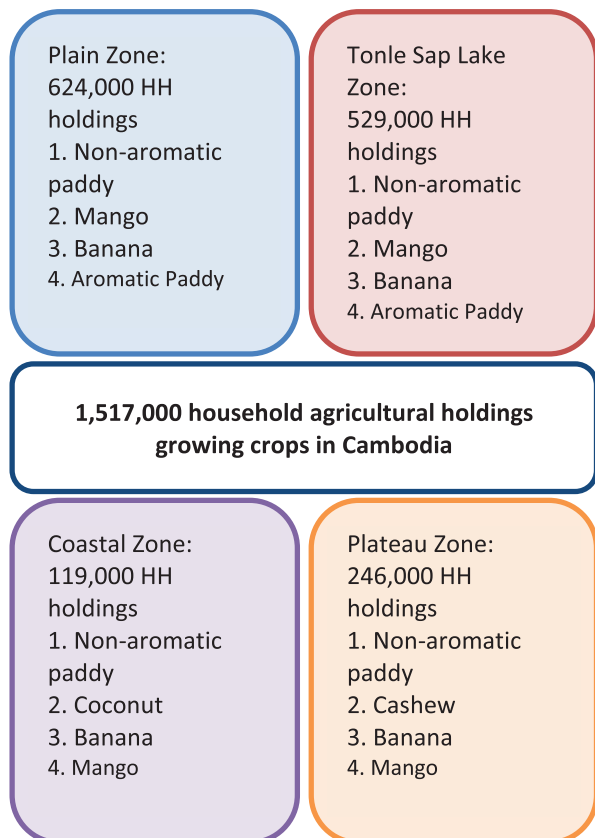 Plain Zone:
624,000 HH
holdings
1. Non-aromatic
paddy
2. Mango
3. Banana
4. Aromatic Paddy
Tonle Sap Lake
Zone:
529,000 HH
holdings
1. Non-aromatic
paddy
2. Mango
3. Banana
4. Aromatic Paddy
1,517,000 household agricultural holdings
growing crops in Cambodia
Coastal Zone:
119,000 HH
holdings
1. Non-aromatic
paddy
2. Coconut
3. Banana
4. Mango
Plateau Zone:
246,000 HH
holdings
1. Non-aromatic
paddy
2. Cashew
3. Banana
4. Mango